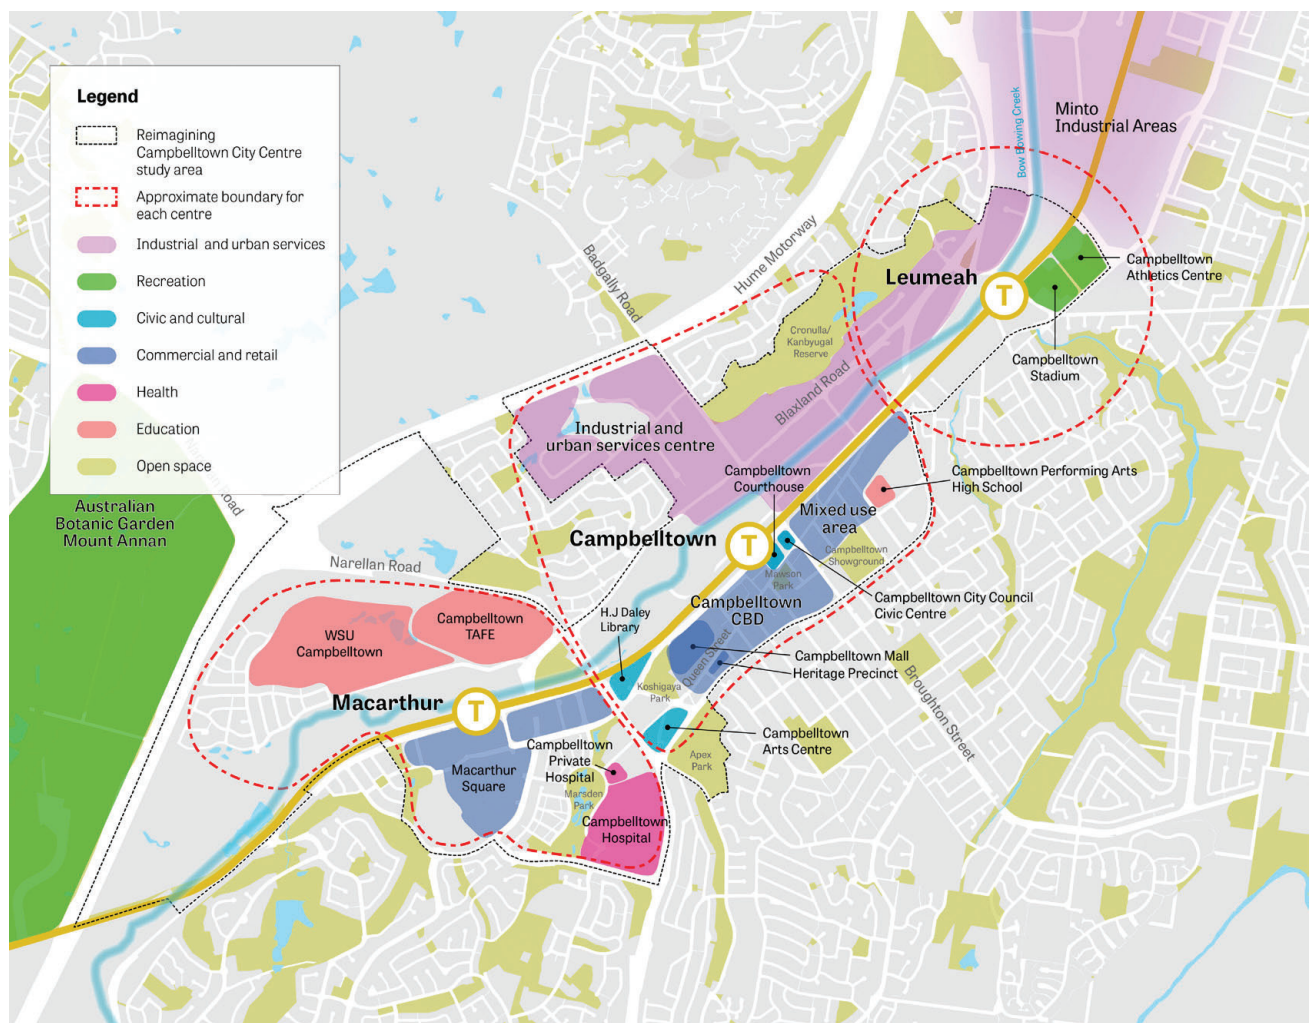 Legend
Reimagining
Campbelltown City Centre
study area
Approximate boundary for
each centre
Industrial and urban services
Recreation
Civic and cultural
Commercial and retail
Health
Education
Open space
Minto
Industrial Areas
Bow Bowing Creek
Hume Motorway
Badgally Road
Leumeah
Campbelltown
Athletics Centre
Campbelltown
Stadium
Cronulla/
Kanbyugal
Reserve
Blaxland Road
Industrial and
urban services centre
Campbelltown
Courthouse
Campbelltown Performing Arts
High School
Mixed use
area
Australian
Botanic Garden
Mount Annan
Road
Narellan Road
Campbelltown
T
T
Campbelltown
Showground
Mawson
Park
Campbelltown City Council
Civic Centre
Campbelltown
CBD
H.J Daley
Library
WSU
Campbelltown
Campbelltown
TAFE
Campbelltown Mall
Heritage Precinct
Queen Street
Koshigaya
Park
Broughton Street
Macarthur
T
Campbelltown
Arts Centre
Campbelltown
Private
Hospital
Apex
Park
Macarthur
Square
Marsden
Park
Campbelltown
Hospital